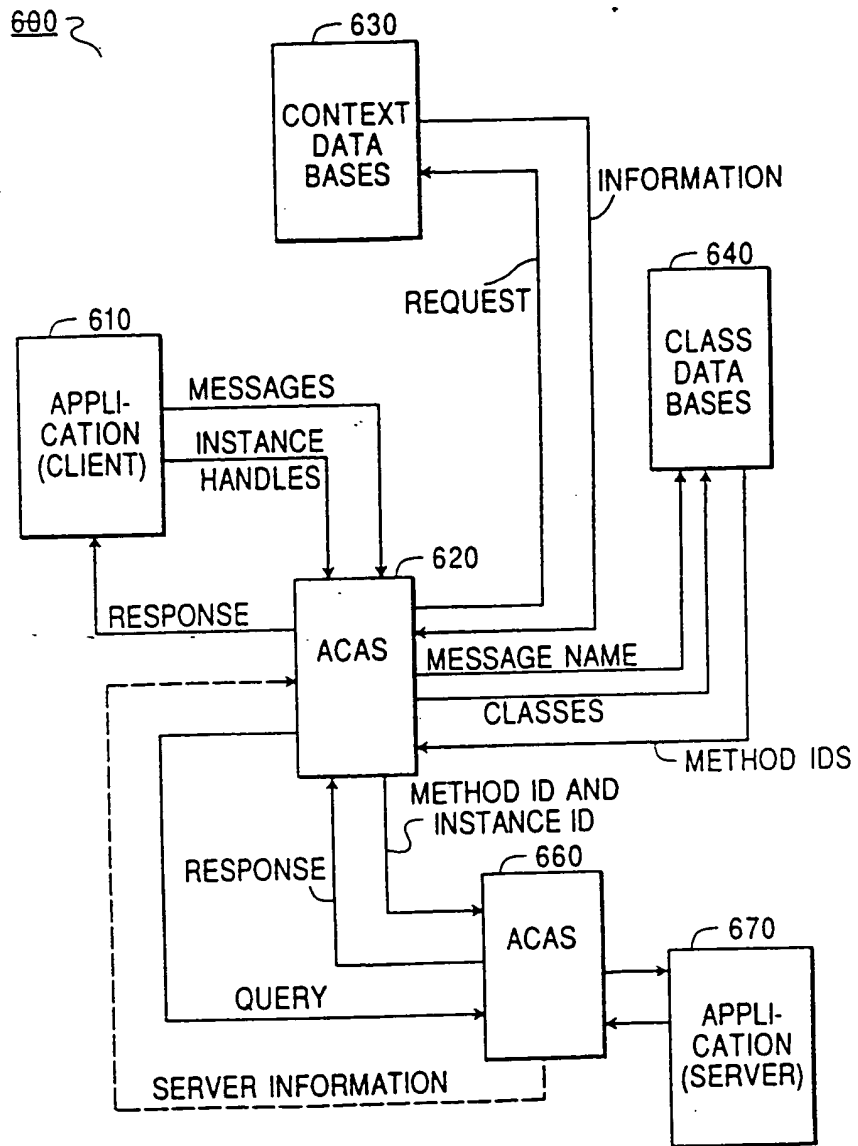 600
630
CONTEXT
DATA
BASES
INFORMATION
REQUEST
640
CLASS
DATA
BASES
610
APPLI-
CATION
(CLIENT)
MESSAGES
INSTANCE
HANDLES
620
ACAS
RESPONSE
MESSAGE NAME
CLASSES
METHOD IDS
METHOD ID AND
INSTANCE ID
RESPONSE
660
ACAS
QUERY
670
APPLI-
CATION
(SERVER)
SERVER INFORMATION